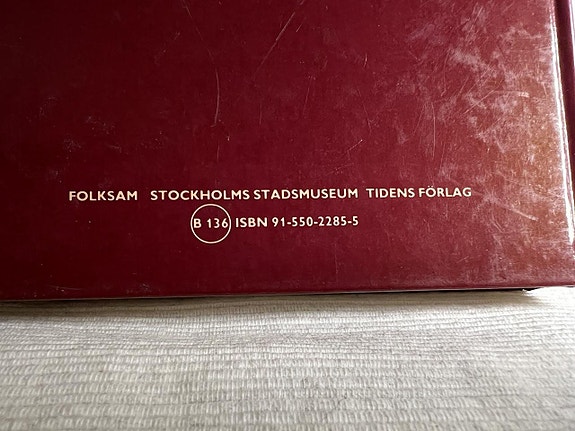 FOLKSAM STOCKHOLMS STADSMUSEUM TIDENS FÖRLAG
B 136 ISBN 91-550-2285-5